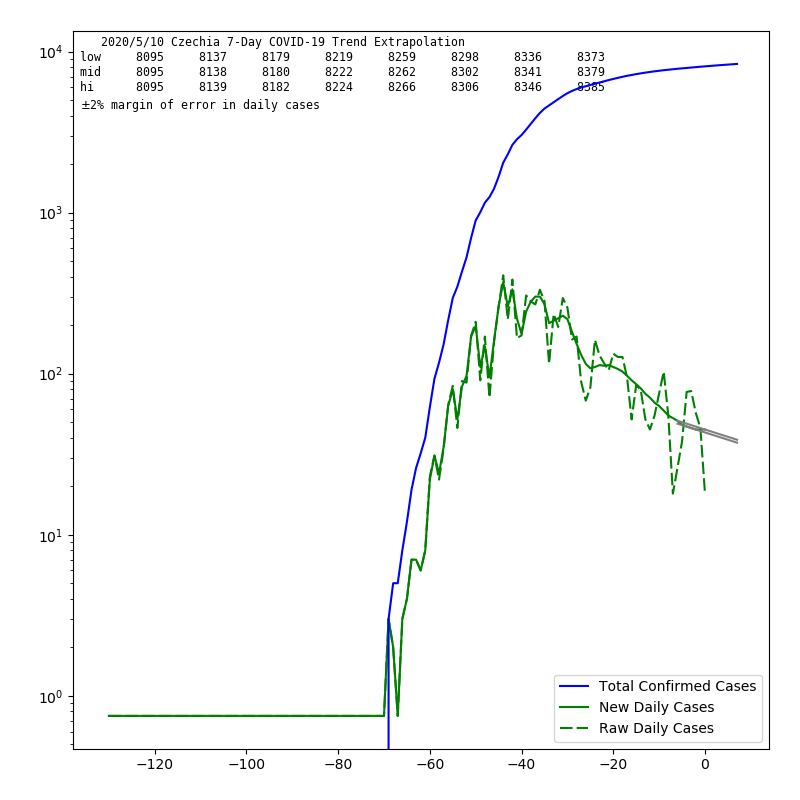 2020/5/10 Czechia 7-Day COVID-19 Trend Extrapolation
low 8095 8137 8179 8219 8259 8298 8336 8373
mid 8095 8138 8180 8222 8262 8302 8341 8379
hi 8095 8139 8182 8224 8266 8306 8346 8385
±2% margin of error in daily cases
10⁴
10³
10²
10¹
10⁰
Total Confirmed Cases
New Daily Cases
Raw Daily Cases
−120 −100 −80 −60 −40 −20 0